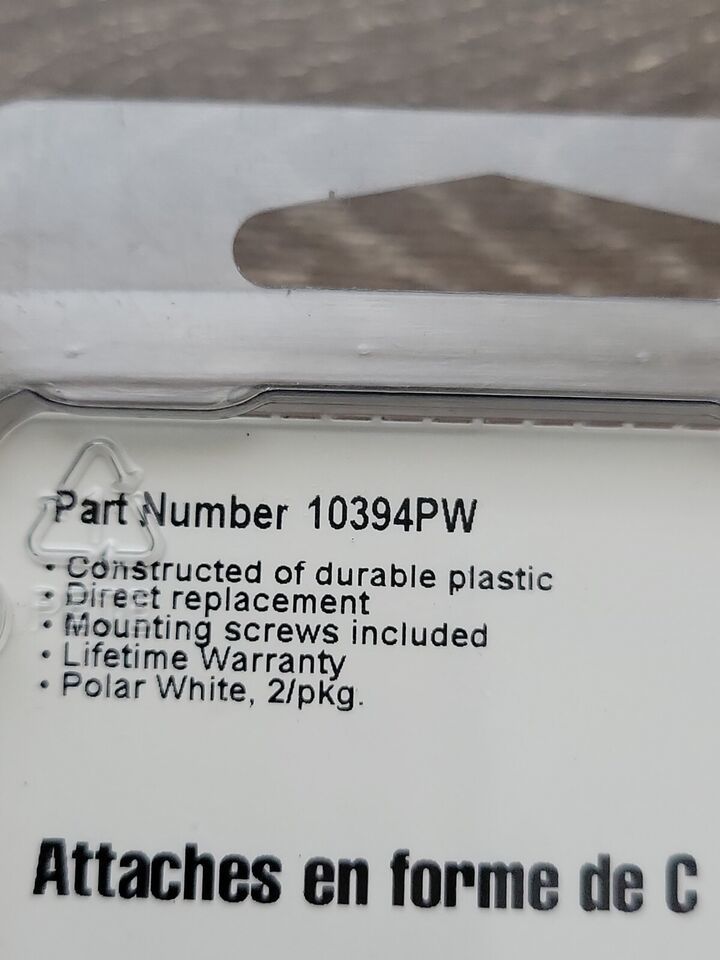 Part Number 10394PW
• Constructed of durable plastic
• Direct replacement
• Mounting screws included
• Lifetime Warranty
• Polar White, 2/pkg.
Attaches en forme de C